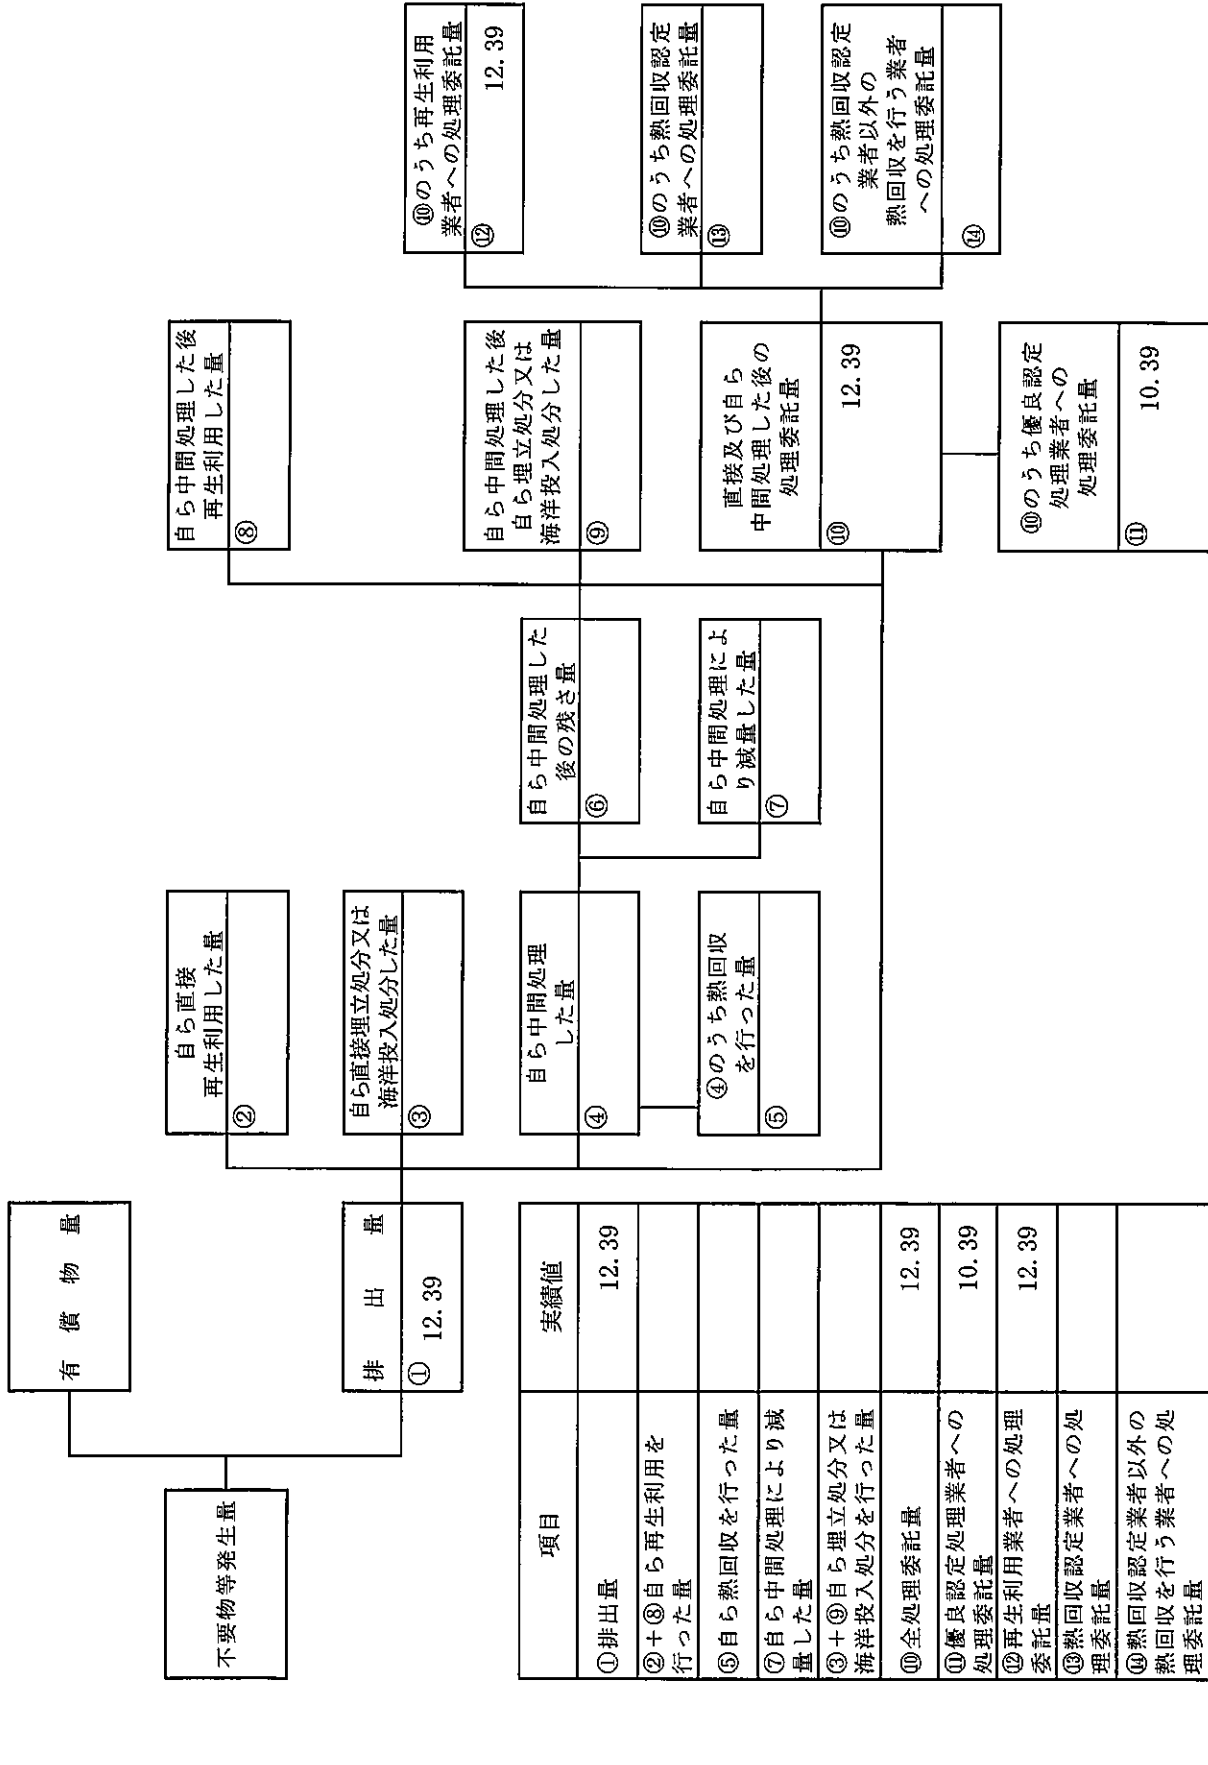 不要物等発生量
有償物量
排出量
① 12.39
自ら直接
再生利用した量
②
自ら直接埋立処分又は
海洋投入処分した量
③
自ら中間処理
した量
④
④のうち熱回収
を行った量
⑤
自ら中間処理した
後の残さ量
⑥
自ら中間処理によ
り減量した量
⑦
自ら中間処理した後
再生利用した量
⑧
自ら中間処理した後
自ら埋立処分又は
海洋投入処分した量
⑨
直接及び自ら
中間処理した後の
処理委託量
⑩ 12.39
⑩のうち優良認定
処理業者への
処理委託量
⑪ 10.39
⑩のうち再生利用
業者への処理委託量
⑫ 12.39
⑩のうち熱回収認定
業者への処理委託量
⑬
⑩のうち熱回収認定
業者以外の
熱回収を行う業者
への処理委託量
⑭
項目 実績値
①排出量 12.39
②+⑧自ら再生利用を
行った量
⑤自ら熱回収を行った量
⑦自ら中間処理により減
量した量
③+⑨自ら埋立処分又は
海洋投入処分を行った量
⑩全処理委託量 12.39
⑪優良認定処理業者への
処理委託量 10.39
⑫再生利用業者への処理
委託量 12.39
⑬熱回収認定業者への処
理委託量
⑭熱回収認定業者以外の
熱回収を行う業者への処
理委託量